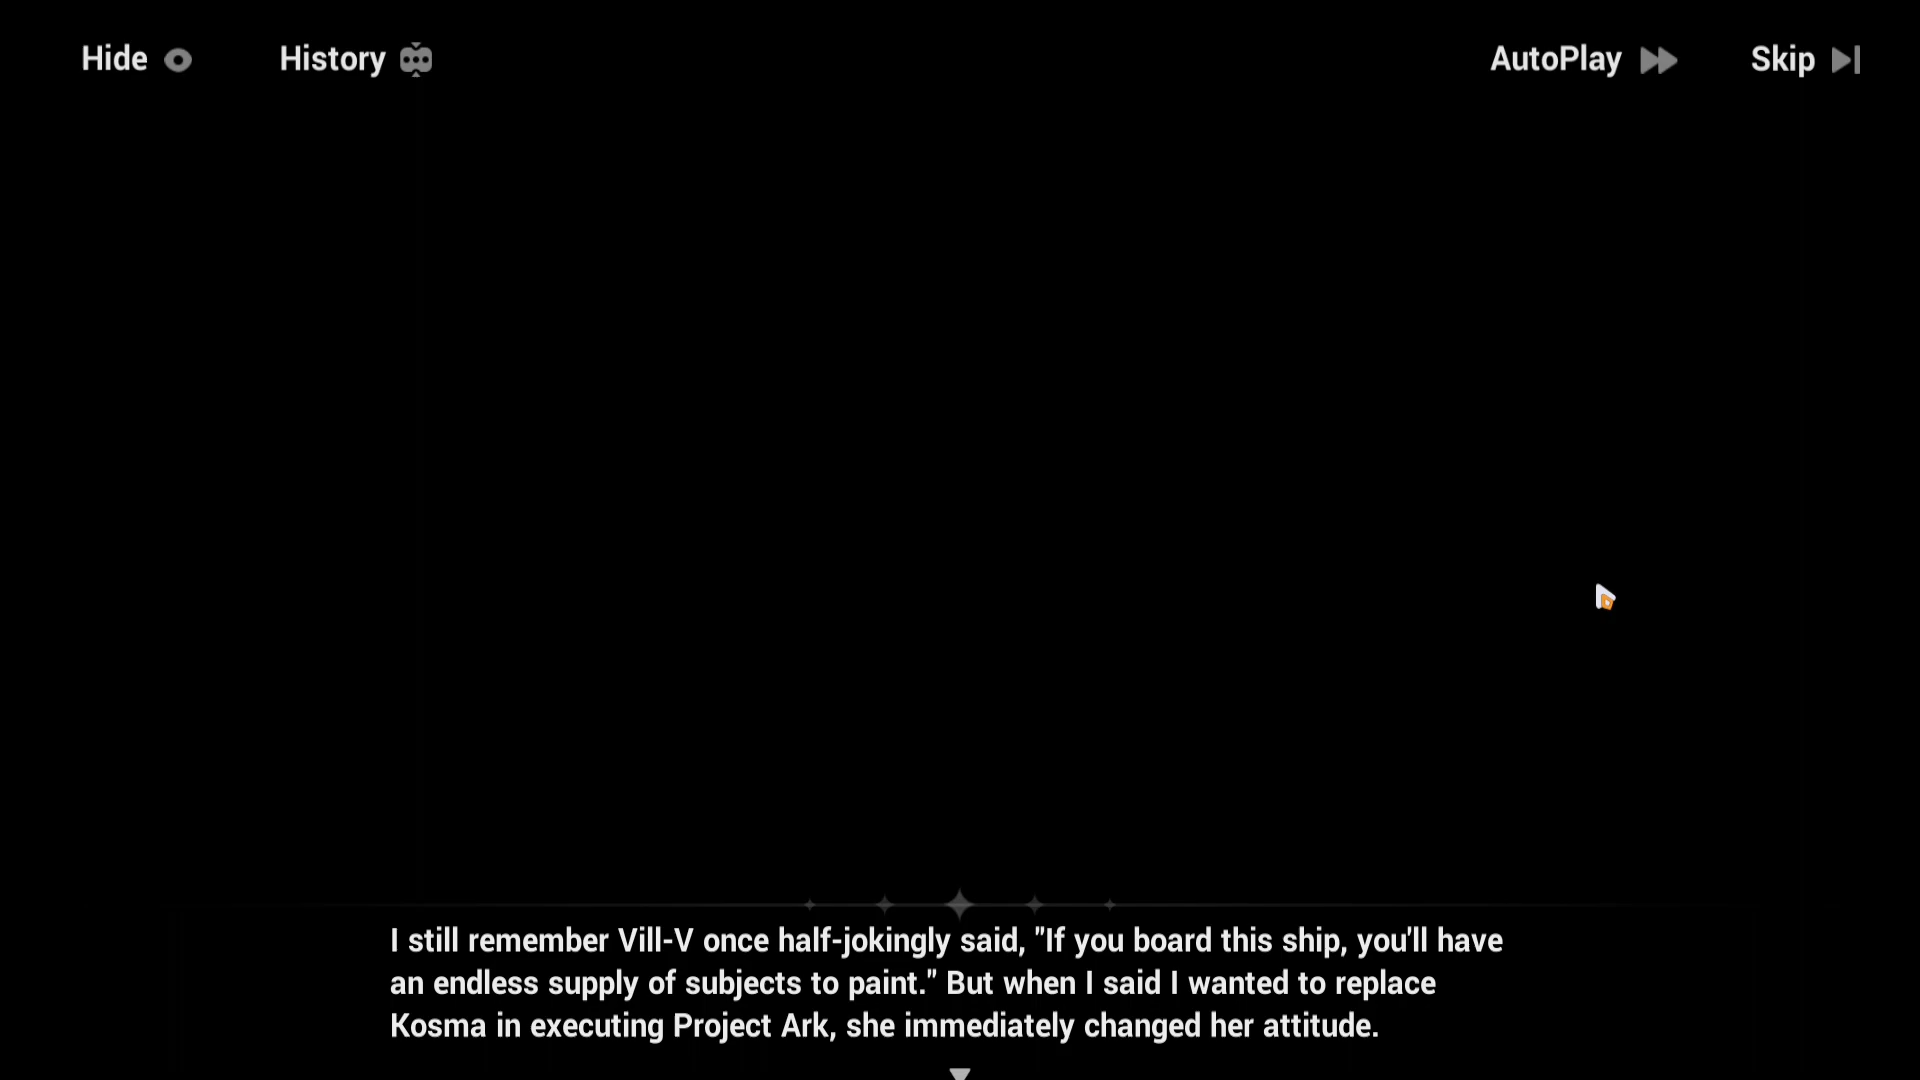 Hide
History
AutoPlay
Skip
I still remember Vill-V once half-jokingly said, "If you board this ship, you'll have
an endless supply of subjects to paint." But when I said I wanted to replace
Kosma in executing Project Ark, she immediately changed her attitude.